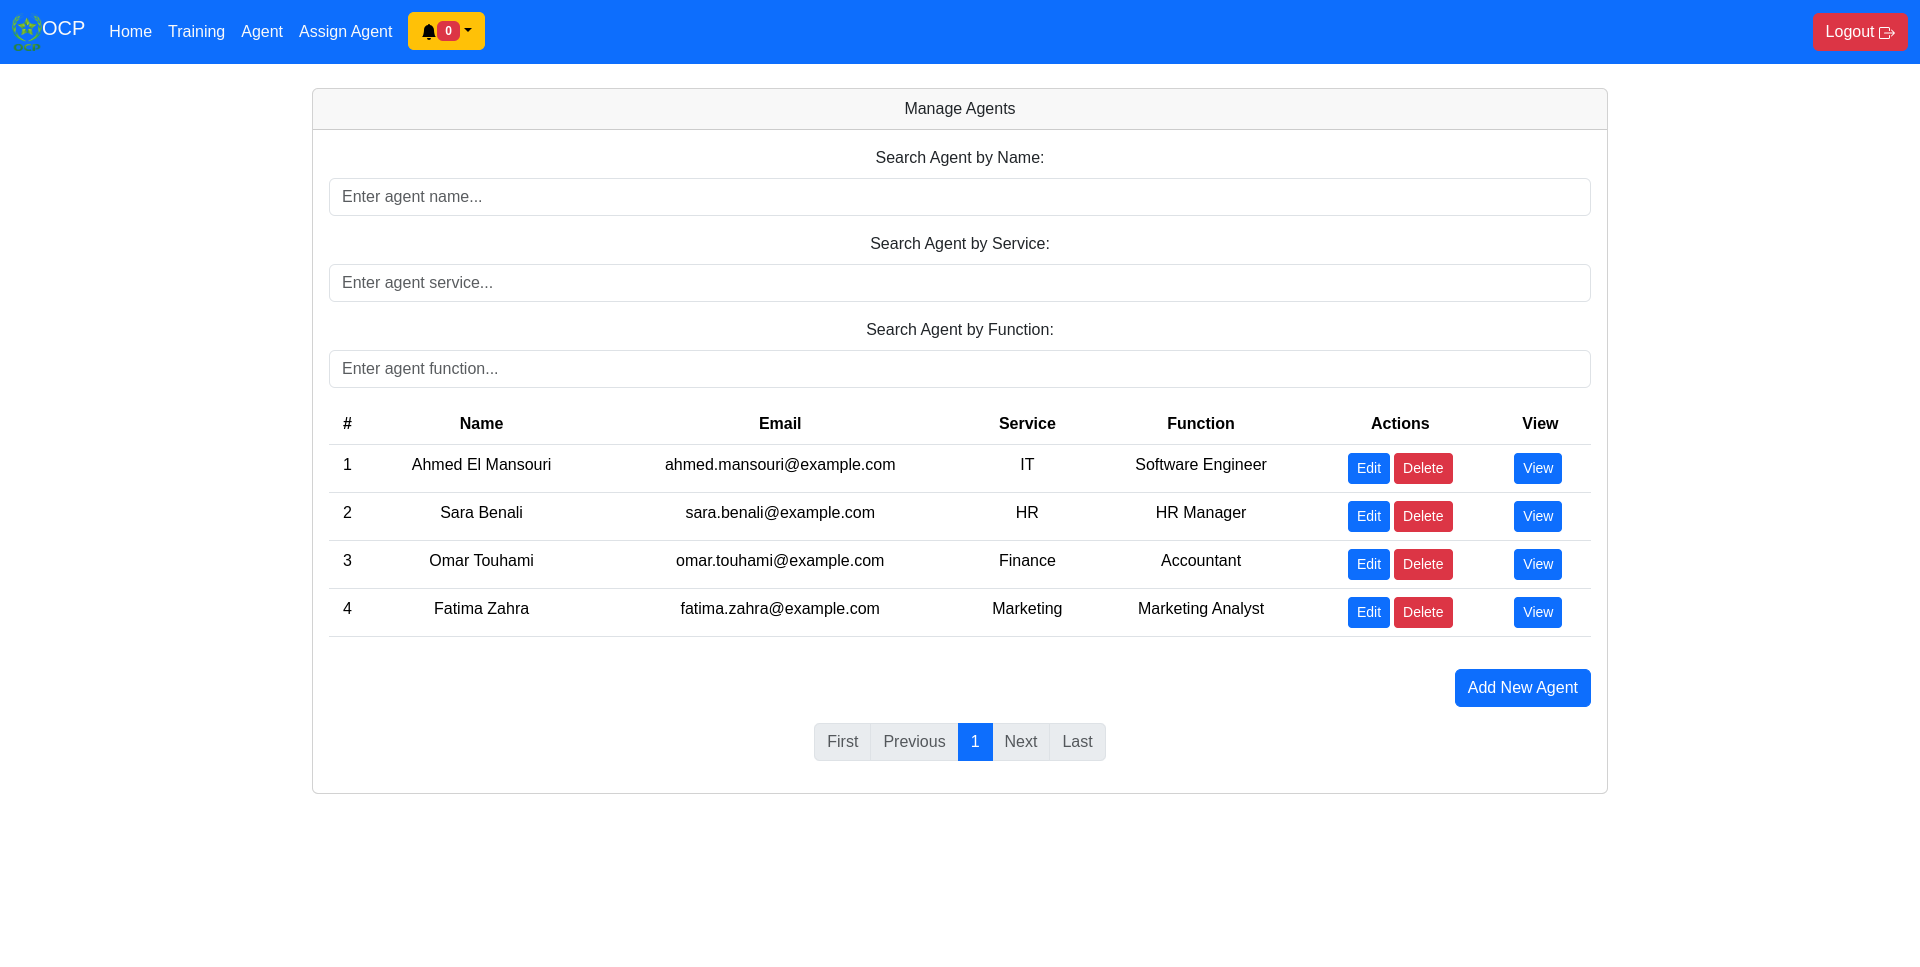 OCP Home Training Agent Assign Agent 0 Logout
OCP
Manage Agents
Search Agent by Name:
Enter agent name...
Search Agent by Service:
Enter agent service...
Search Agent by Function:
Enter agent function...
# Name Email Service Function Actions View
1 Ahmed El Mansouri ahmed.mansouri@example.com IT Software Engineer Edit Delete View
2 Sara Benali sara.benali@example.com HR HR Manager Edit Delete View
3 Omar Touhami omar.touhami@example.com Finance Accountant Edit Delete View
4 Fatima Zahra fatima.zahra@example.com Marketing Marketing Analyst Edit Delete View
Add New Agent
First Previous 1 Next Last